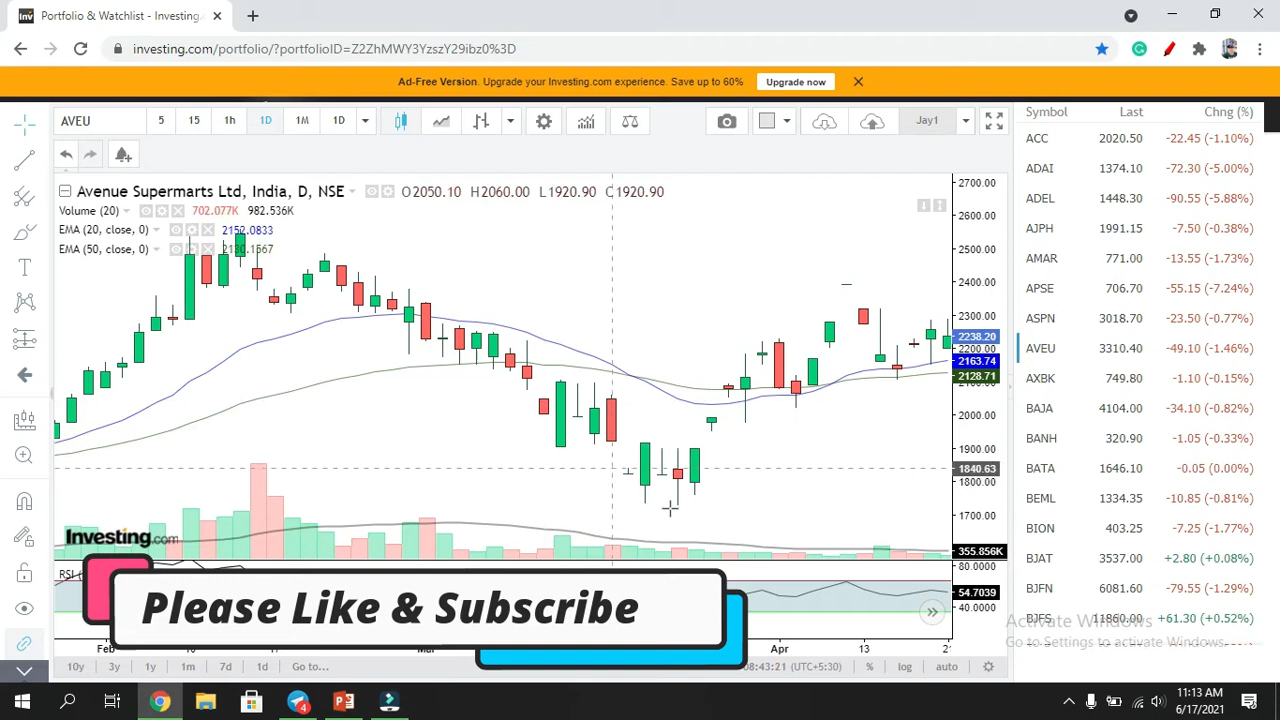 Portfolio & Watchlist - Investing
investing.com/portfolio/?portfolioID=Z2ZhMWY3YzszY29ibz0%3D
Ad-Free Version. Upgrade your Investing.com experience. Save up to 60% Upgrade now
AVEU 5 15 1h 1D 1M 1D Jay1
Symbol Last Chng (%)
Avenue Supermarts Ltd, India, D, NSE O2050.10 H2060.00 L1920.90 C1920.90
Volume (20) 702.077K 982.536K
EMA (20, close, 0) 2152.0833
EMA (50, close, 0)
2700.00
2600.00
2500.00
2400.00
2300.00
2238.20
2200.00
2163.74
2128.71
2100.00
2000.00
1900.00
1840.63
1800.00
1700.00
355.856K
80.0000
54.7039
40.0000
ACC 2020.50 -22.45 (-1.10%)
ADAI 1374.10 -72.30 (-5.00%)
ADEL 1448.30 -90.55 (-5.88%)
AJPH 1991.15 -7.50 (-0.38%)
AMAR 771.00 -13.55 (-1.73%)
APSE 706.70 -55.15 (-7.24%)
ASPN 3018.70 -23.50 (-0.77%)
AVEU 3310.40 -49.10 (-1.46%)
AXBK 749.80 -1.10 (-0.15%)
BAJA 4104.00 -34.10 (-0.82%)
BANH 320.90 -1.05 (-0.33%)
BATA 1646.10 -0.05 (0.00%)
BEML 1334.35 -10.85 (-0.81%)
BION 403.25 -7.25 (-1.77%)
BJAT 3537.00 +2.80 (+0.08%)
BJFN 6081.60 -79.55 (-1.29%)
BJFS 11860.00 +61.30 (+0.52%)
Investing.com
RSI
Please Like & Subscribe
Activate Windows
Go to Settings to activate Windows.
Feb Apr 13
10y 3y 1y 1m 7d 1d Go to... 08:43:21 (UTC+5:30) % log auto
11:13 AM
6/17/2021